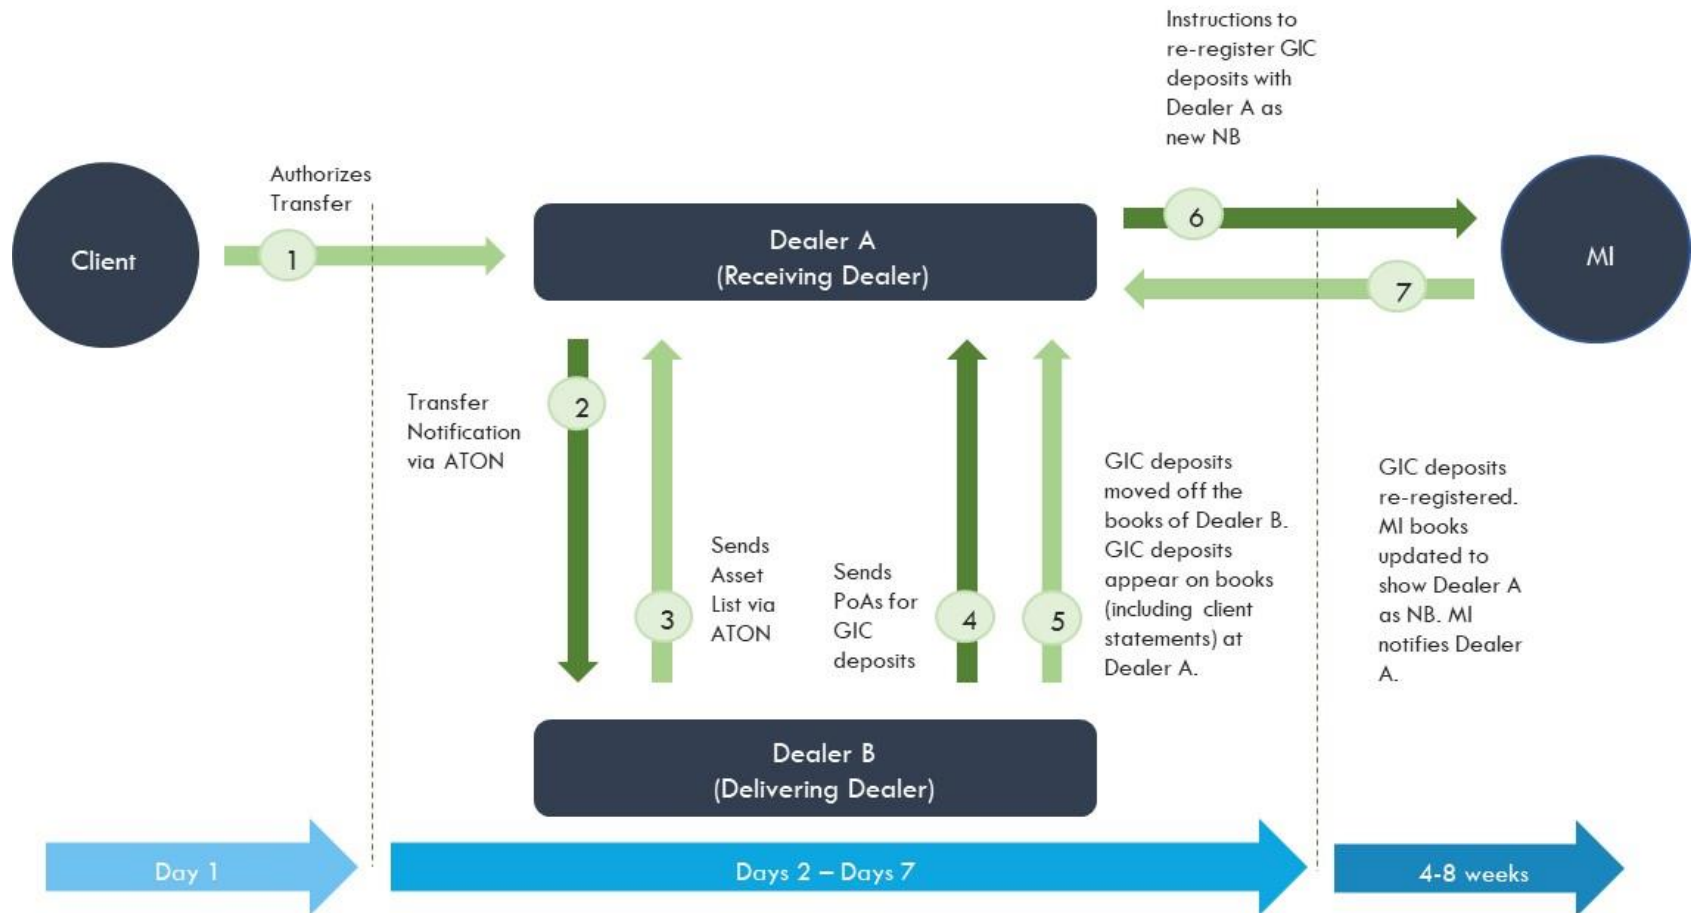 Instructions to
re-register GIC
deposits with
Dealer A as
new NB
Authorizes
Transfer
Client
1
Dealer A
(Receiving Dealer)
6
7
MI
Transfer
Notification
via ATON
2
Sends
Asset
List via
ATON
3
Sends
PoAs for
GIC
deposits
4
5
GIC deposits
moved off the
books of Dealer B.
GIC deposits
appear on books
(including client
statements) at
Dealer A.
GIC deposits
re-registered.
MI books
updated to
show Dealer A
as NB. MI
notifies Dealer
A.
Dealer B
(Delivering Dealer)
Day 1
Days 2 – Days 7
4-8 weeks